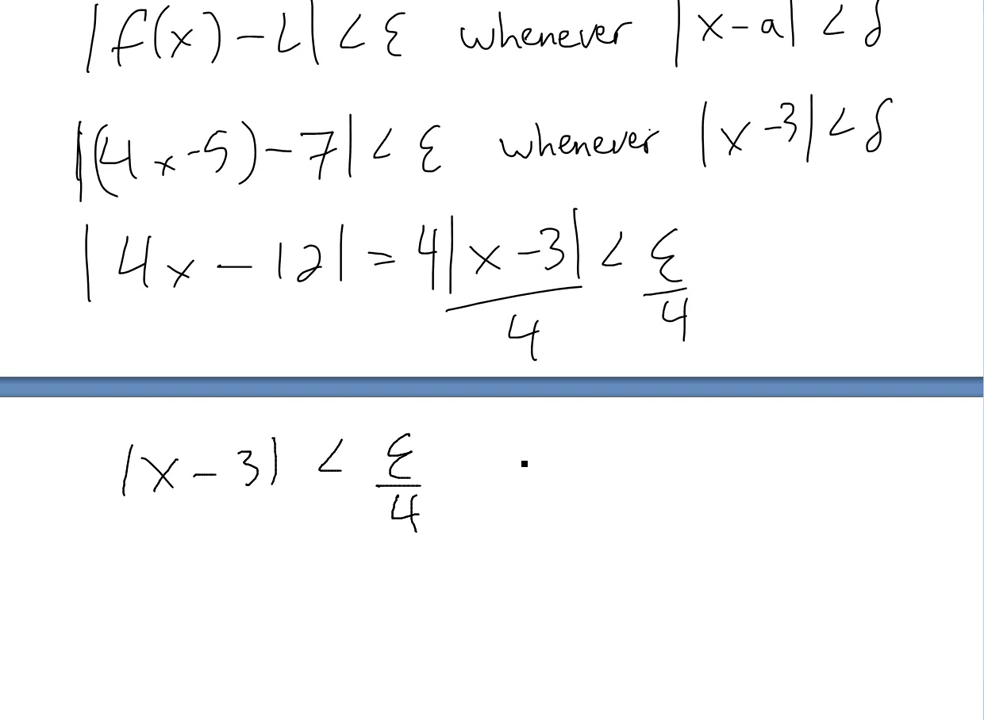 |f(x) - L| < ε whenever |x - a| < δ
|(4x - 5) - 7| < ε whenever |x - 3| < δ
|4x - 12| = 4|x - 3|/4 < ε/4
|x - 3| < ε/4